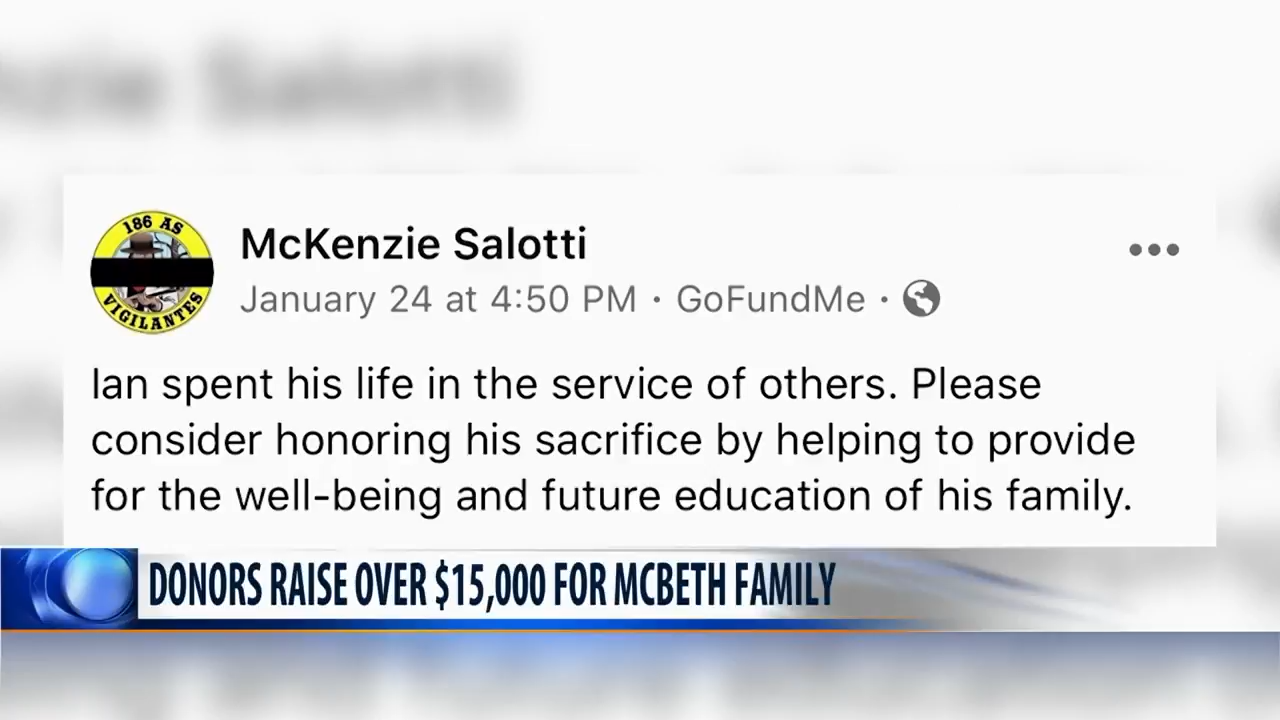 nzie Salotti
186 AS
VIGILANTES
McKenzie Salotti
January 24 at 4:50 PM · GoFundMe ·
Ian spent his life in the service of others. Please
consider honoring his sacrifice by helping to provide
for the well-being and future education of his family.
DONORS RAISE OVER $15,000 FOR MCBETH FAMILY